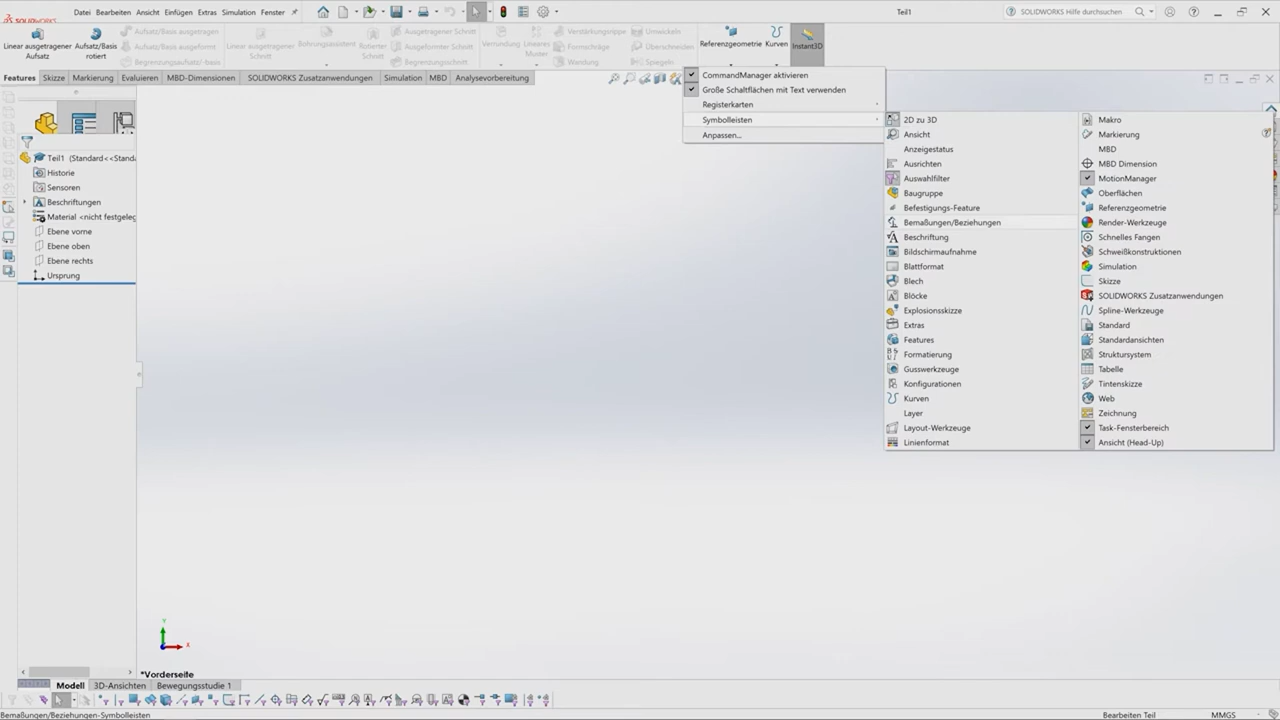 SOLIDWORKS
Datei Bearbeiten Ansicht Einfügen Extras Simulation Fenster
Teil1
SOLIDWORKS Hilfe durchsuchen
Linear ausgetragener Aufsatz
Aufsatz/Basis rotiert
Aufsatz/Basis ausgetragen
Aufsatz/Basis ausgeformt
Begrenzungsaufsatz/ basis
Linear ausgetragener Schnitt
Bohrungsassistent
Rotierter Schnitt
Ausgetragener Schnitt
Ausgeformter Schnitt
Begrenzungsschnitt
Verrundung
Lineares Muster
Verstärkungsrippe
Formschräge
Wandung
Umwickeln
Überschneiden
Spiegeln
Referenzgeometrie
Kurven
Instant3D
Features Skizze Markierung Evaluieren MBD-Dimensionen SOLIDWORKS Zusatzanwendungen Simulation MBD Analysevorbereitung
CommandManager aktivieren
Große Schaltflächen mit Text verwenden
Registerkarten
Symbolleisten
Anpassen...
2D zu 3D
Ansicht
Anzeigestatus
Ausrichten
Auswahlfilter
Baugruppe
Befestigungs-Feature
Bemaßungen/Beziehungen
Beschriftung
Bildschirmaufnahme
Blattformat
Blech
Blöcke
Explosionsskizze
Extras
Features
Formatierung
Gusswerkzeuge
Konfigurationen
Kurven
Layer
Layout-Werkzeuge
Linienformat
Makro
Markierung
MBD
MBD Dimension
MotionManager
Oberflächen
Referenzgeometrie
Render-Werkzeuge
Schnelles Fangen
Schweißkonstruktionen
Simulation
Skizze
SOLIDWORKS Zusatzanwendungen
Spline-Werkzeuge
Standard
Standardansichten
Struktursystem
Tabelle
Tintenskizze
Web
Zeichnung
Task-Fensterbereich
Ansicht (Head-Up)
Teil1 (Standard<<Standa
Historie
Sensoren
Beschriftungen
Material <nicht festgeleg
Ebene vorne
Ebene oben
Ebene rechts
Ursprung
Y
X
*Vorderseite
Modell 3D-Ansichten Bewegungsstudie 1
Bemaßungen/Beziehungen-Symbolleisten
Bearbeiten Teil
MMGS